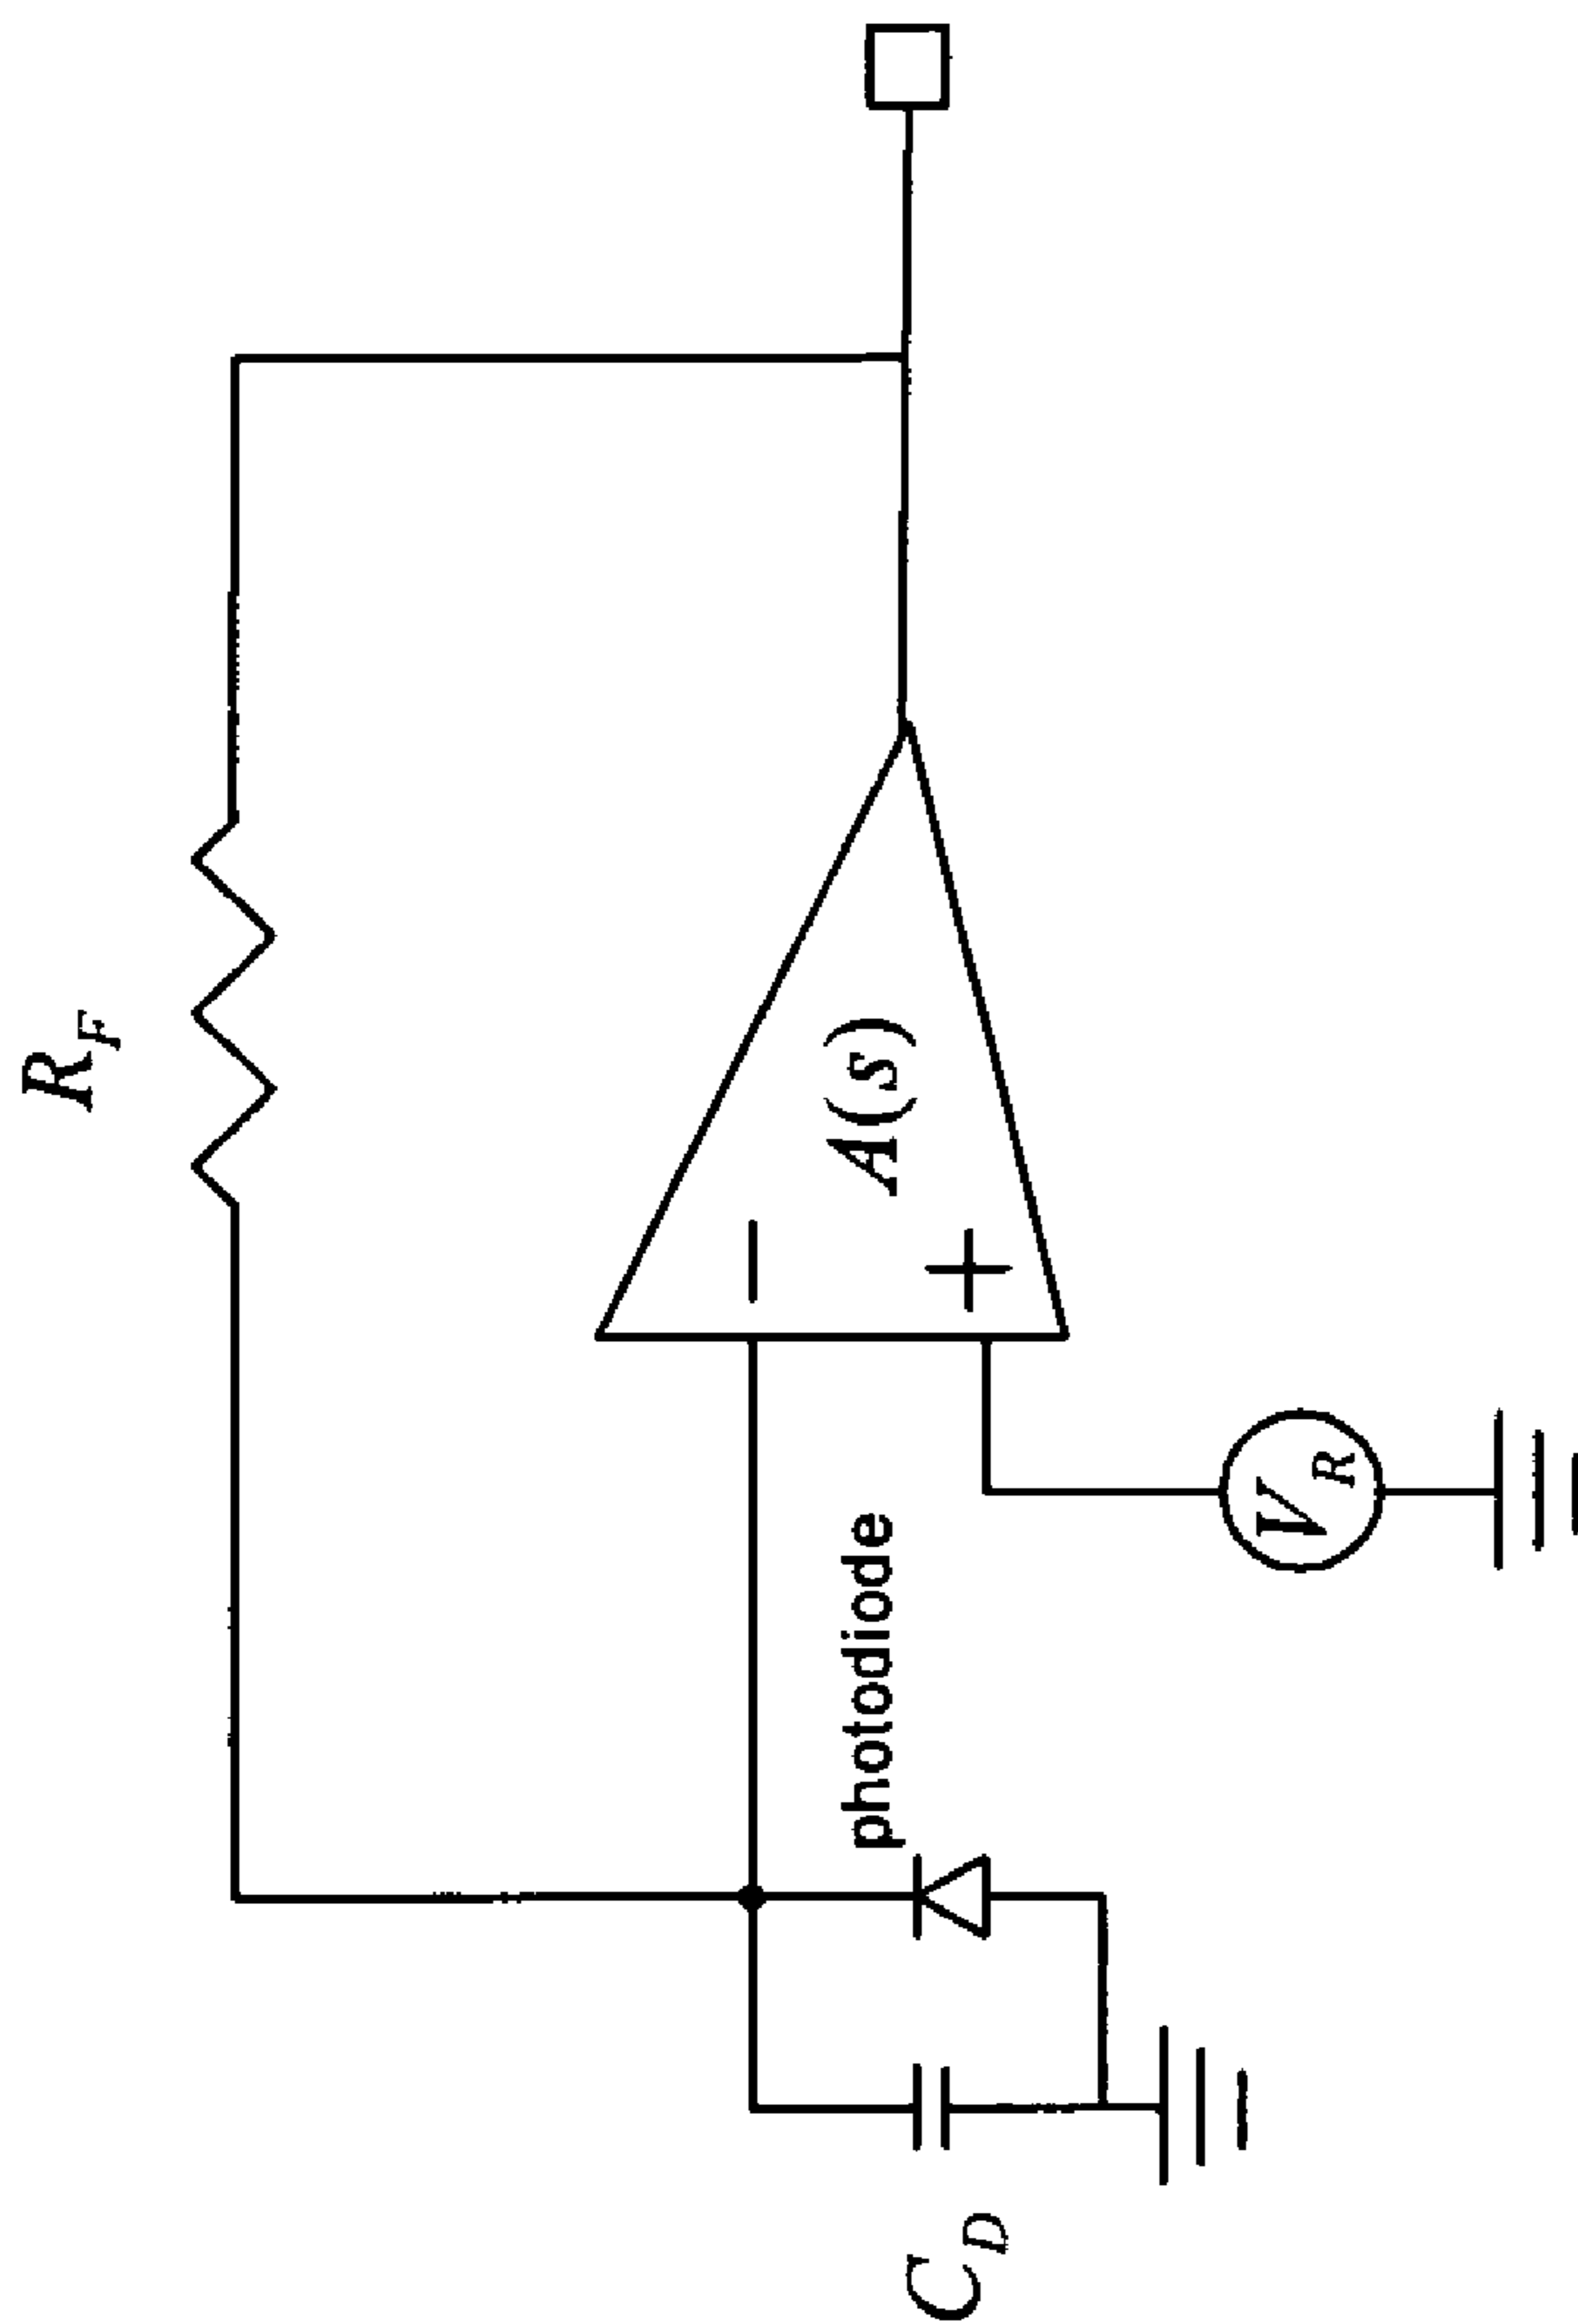 R_F
A(s)
−
+
photodiode
V_R
C_D